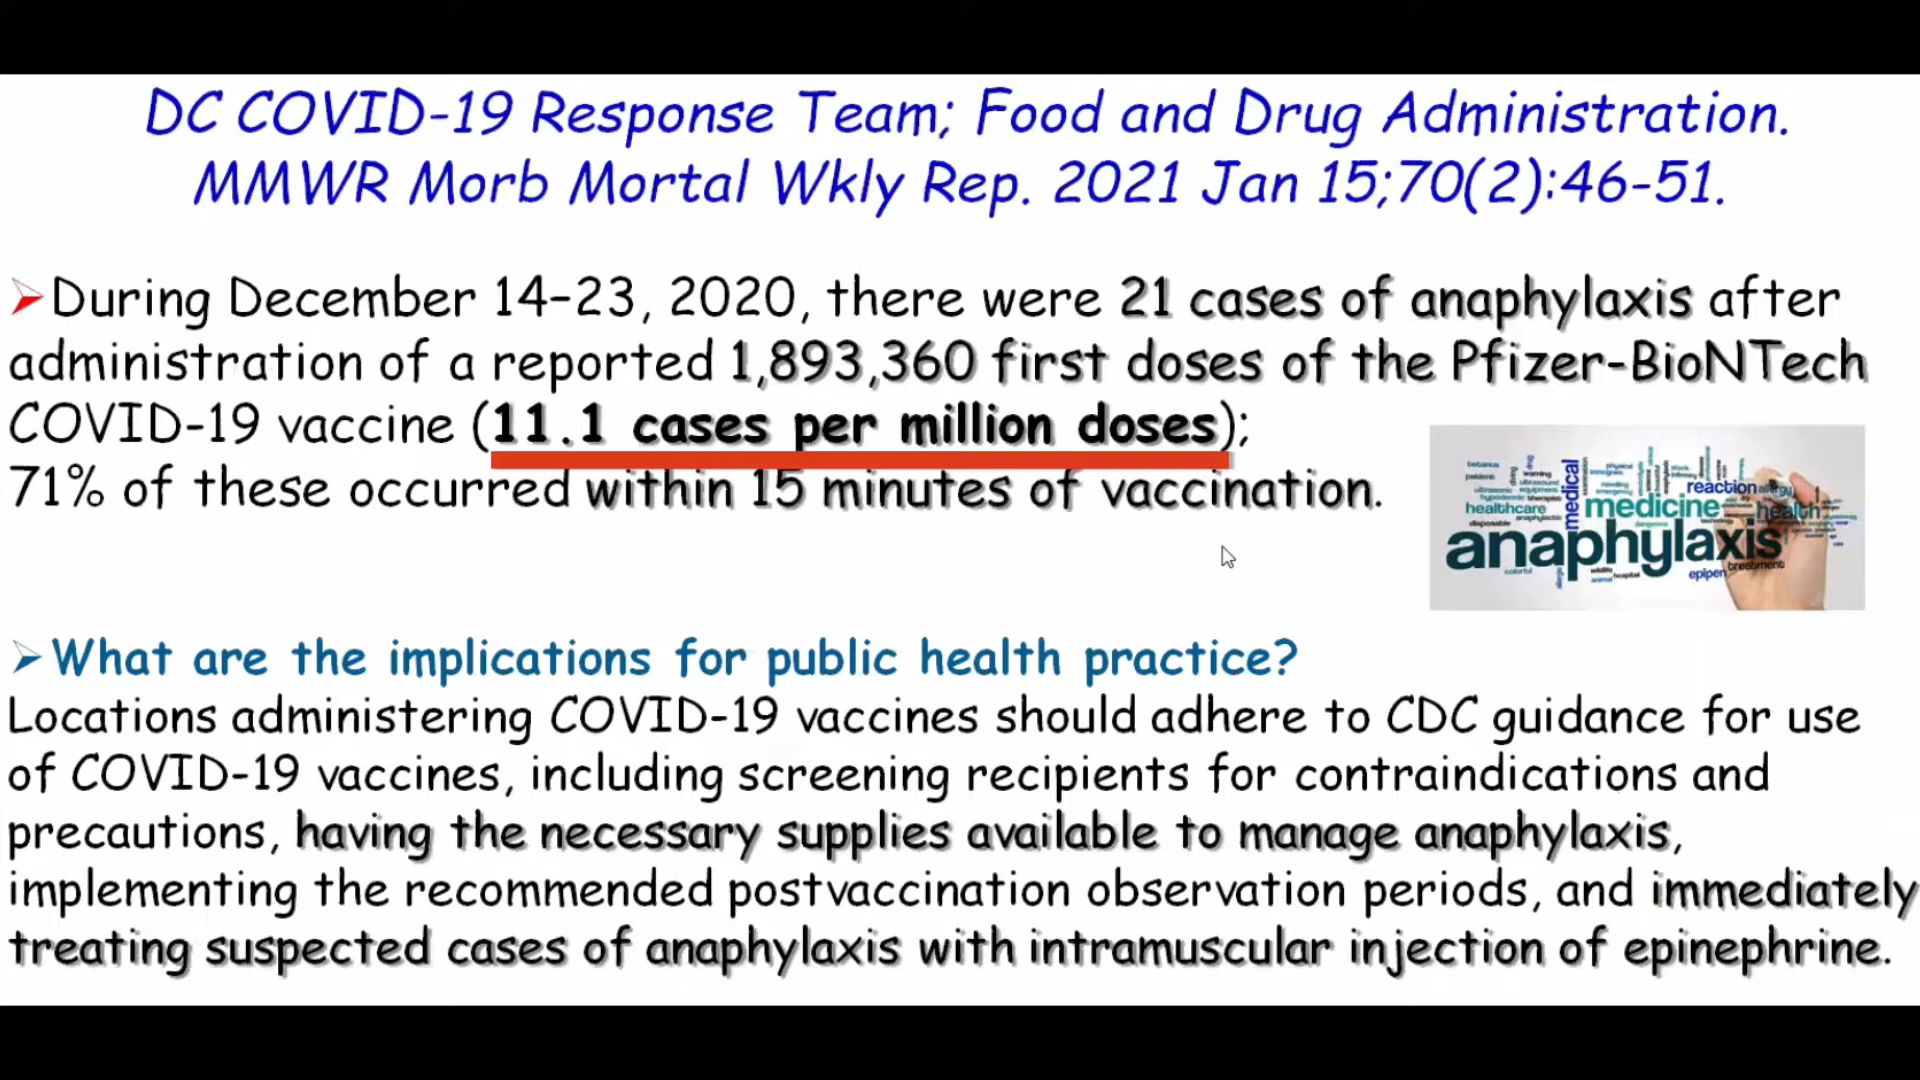 DC COVID-19 Response Team; Food and Drug Administration.
MMWR Morb Mortal Wkly Rep. 2021 Jan 15;70(2):46-51.
➢During December 14–23, 2020, there were 21 cases of anaphylaxis after
administration of a reported 1,893,360 first doses of the Pfizer-BioNTech
COVID-19 vaccine (11.1 cases per million doses);
71% of these occurred within 15 minutes of vaccination.
reaction
medical
medicine
healthcare
health
anaphylaxis
epipen
treatment
➢What are the implications for public health practice?
Locations administering COVID-19 vaccines should adhere to CDC guidance for use
of COVID-19 vaccines, including screening recipients for contraindications and
precautions, having the necessary supplies available to manage anaphylaxis,
implementing the recommended postvaccination observation periods, and immediately
treating suspected cases of anaphylaxis with intramuscular injection of epinephrine.